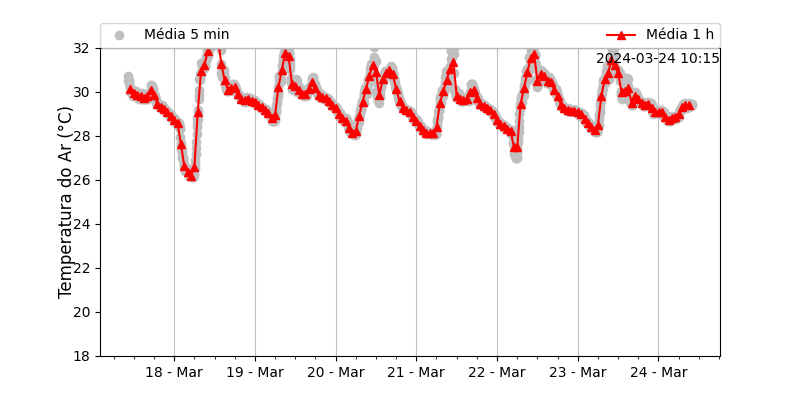 Média 5 min
Média 1 h
2024-03-24 10:15
Temperatura do Ar (°C)
32
30
28
26
24
22
20
18
18 - Mar
19 - Mar
20 - Mar
21 - Mar
22 - Mar
23 - Mar
24 - Mar